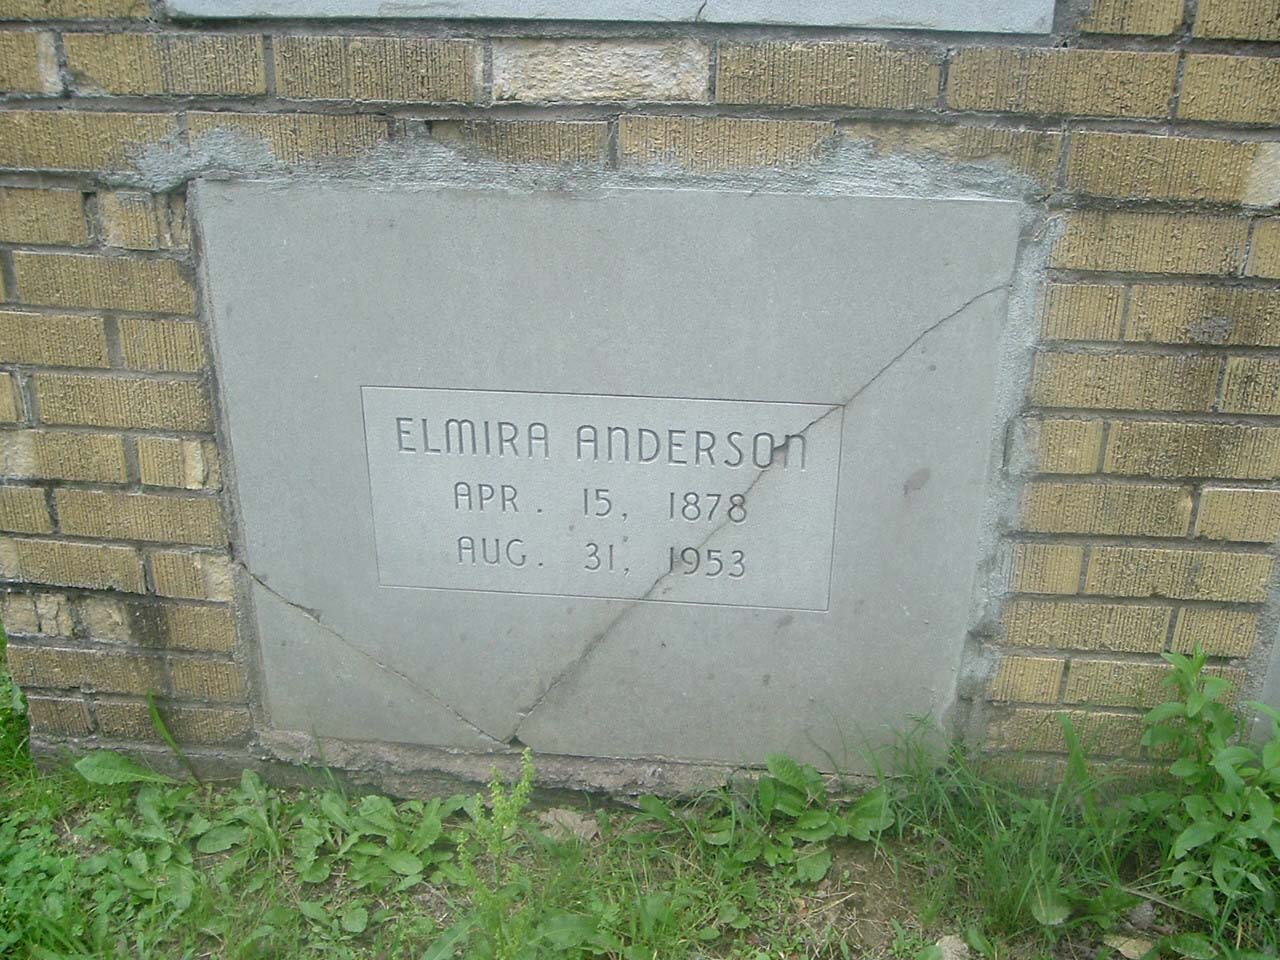 ELMIRA ANDERSON
APR. 15, 1878
AUG. 31, 1953